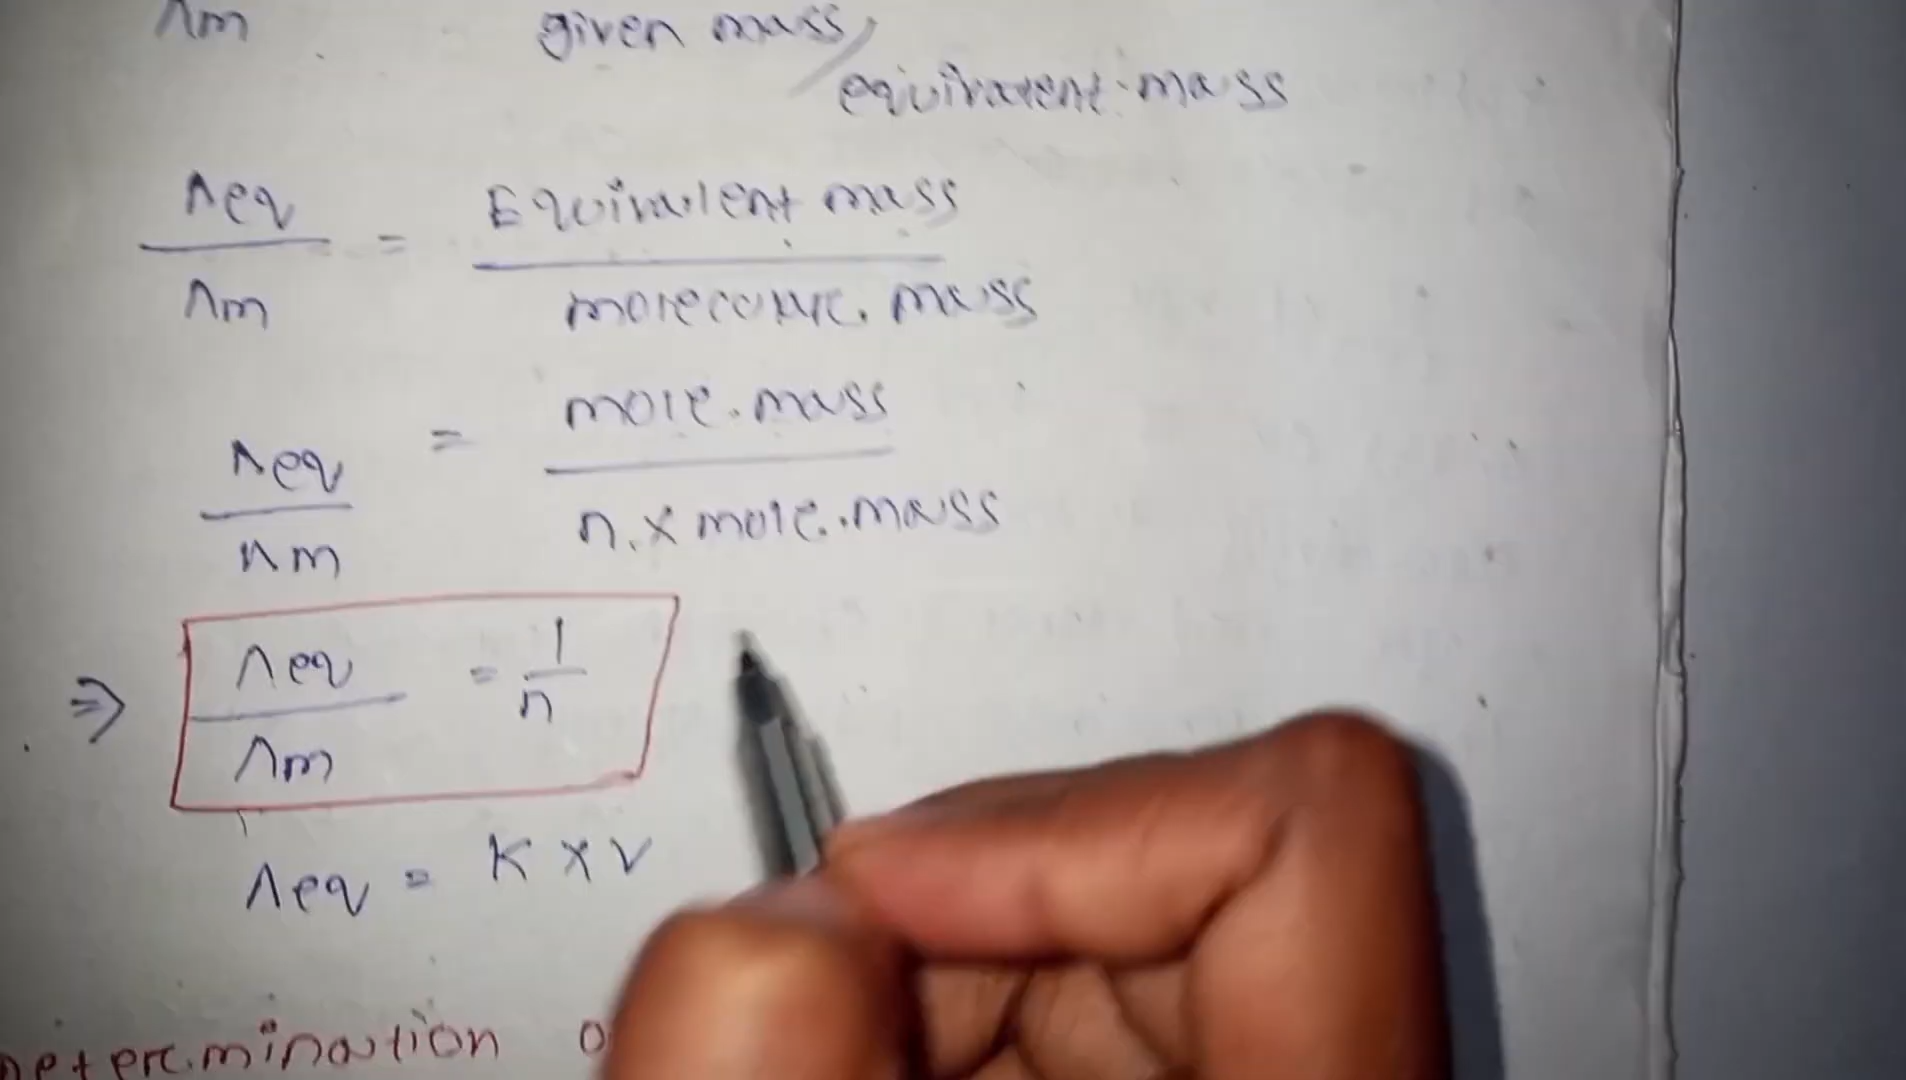 Λm given mass/
equivalent.mass
Λeq = Equivalent mass
Λm molecular. mass
Λeq = mole.mass
Λm n.x mole.mass
⇒ Λeq = 1
Λm n
Λeq = K x V
Determination